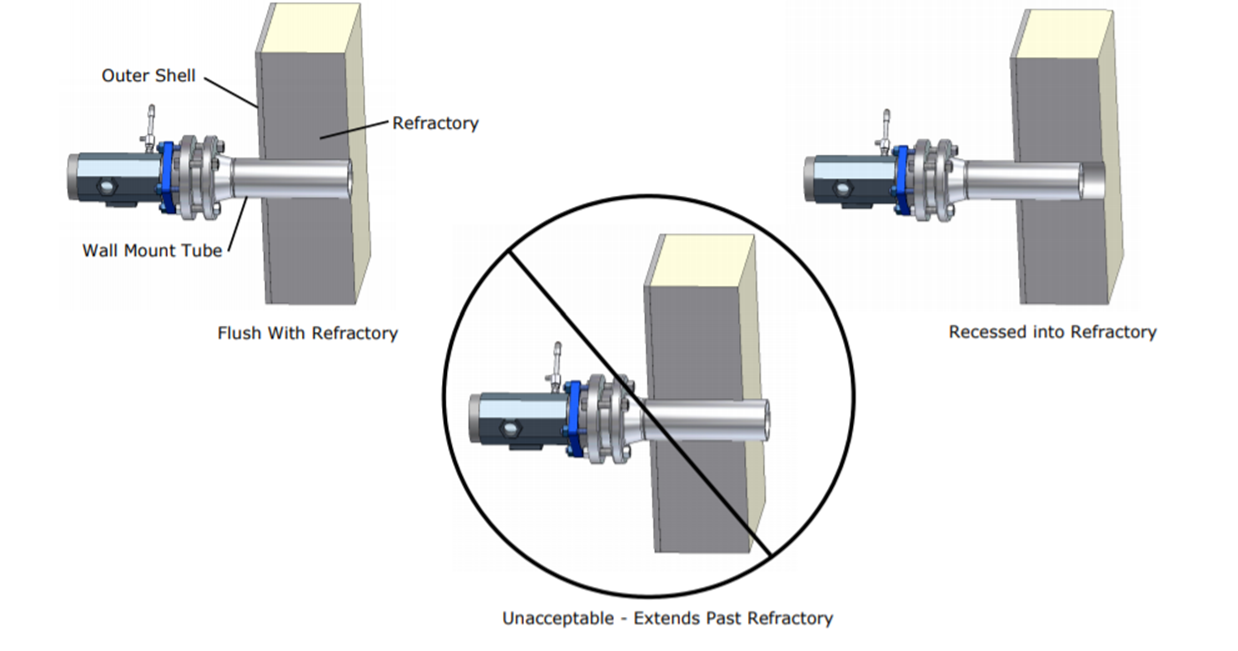 Outer Shell
Refractory
Wall Mount Tube
Flush With Refractory
Recessed into Refractory
Unacceptable - Extends Past Refractory